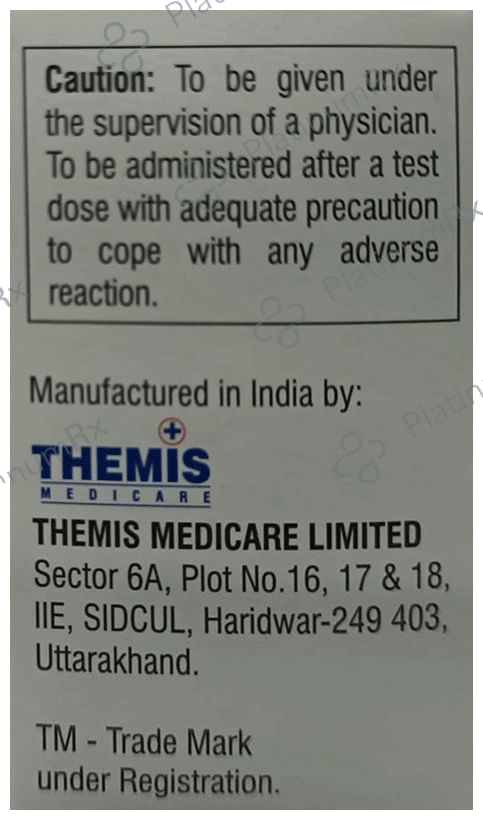 Caution: To be given under
the supervision of a physician.
To be administered after a test
dose with adequate precaution
to cope with any adverse
reaction.
Manufactured in India by:
THEMIS
MEDICARE
THEMIS MEDICARE LIMITED
Sector 6A, Plot No.16, 17 & 18,
IIE, SIDCUL, Haridwar-249 403,
Uttarakhand.
TM - Trade Mark
under Registration.
PlatinumRx